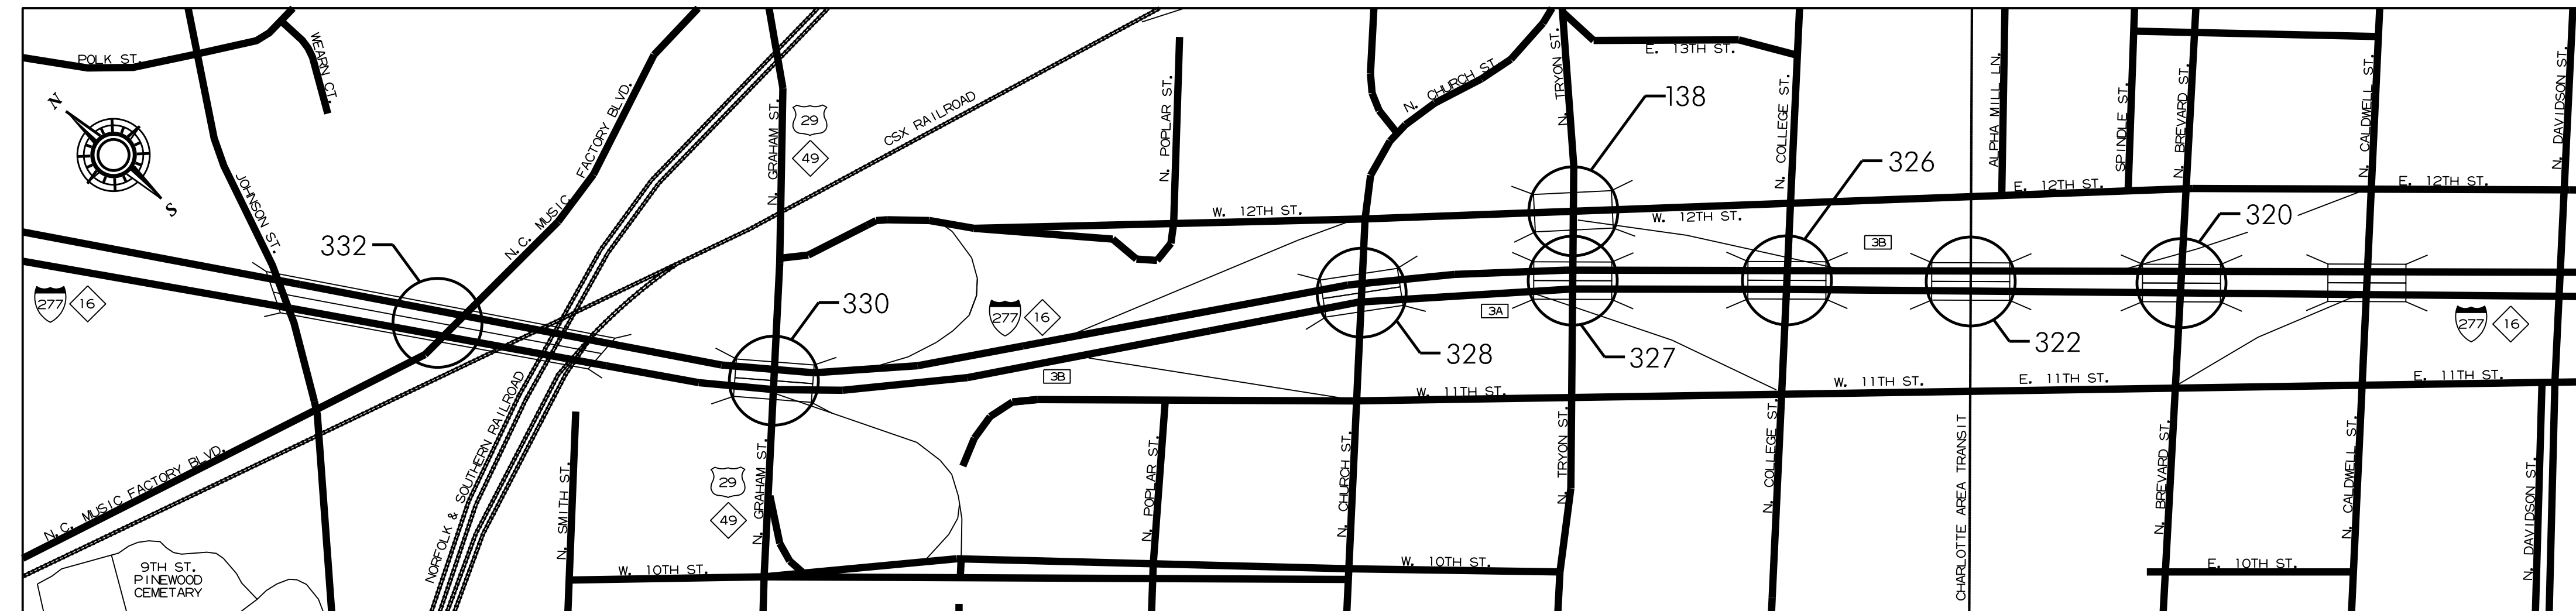 POLK ST.
WEARN CT.
N
S
JOHNSON ST.
N.C. MUSIC FACTORY BLVD.
N. GRAHAM ST.
29
49
CSX RAILROAD
N. POPLAR ST.
W. 12TH ST.
N. CHURCH ST.
N. TRYON ST.
E. 13TH ST.
138
N. COLLEGE ST.
W. 12TH ST.
326
3B
ALPHA MILL LN.
E. 12TH ST.
SPINDLE ST.
N. BREVARD ST.
320
N. CALDWELL ST.
E. 12TH ST.
N. DAVIDSON ST.
277
16
332
330
277
16
3B
328
3A
327
322
277
16
W. 11TH ST.
W. 11TH ST.
E. 11TH ST.
E. 11TH ST.
N.C. MUSIC FACTORY BLVD.
NORFOLK & SOUTHERN RAILROAD
N. SMITH ST.
29
49
N. GRAHAM ST.
N. POPLAR ST.
N. CHURCH ST.
N. TRYON ST.
N. COLLEGE ST.
CHARLOTTE AREA TRANSIT
N. BREVARD ST.
N. CALDWELL ST.
N. DAVIDSON ST.
9TH ST.
PINEWOOD
CEMETARY
W. 10TH ST.
W. 10TH ST.
E. 10TH ST.